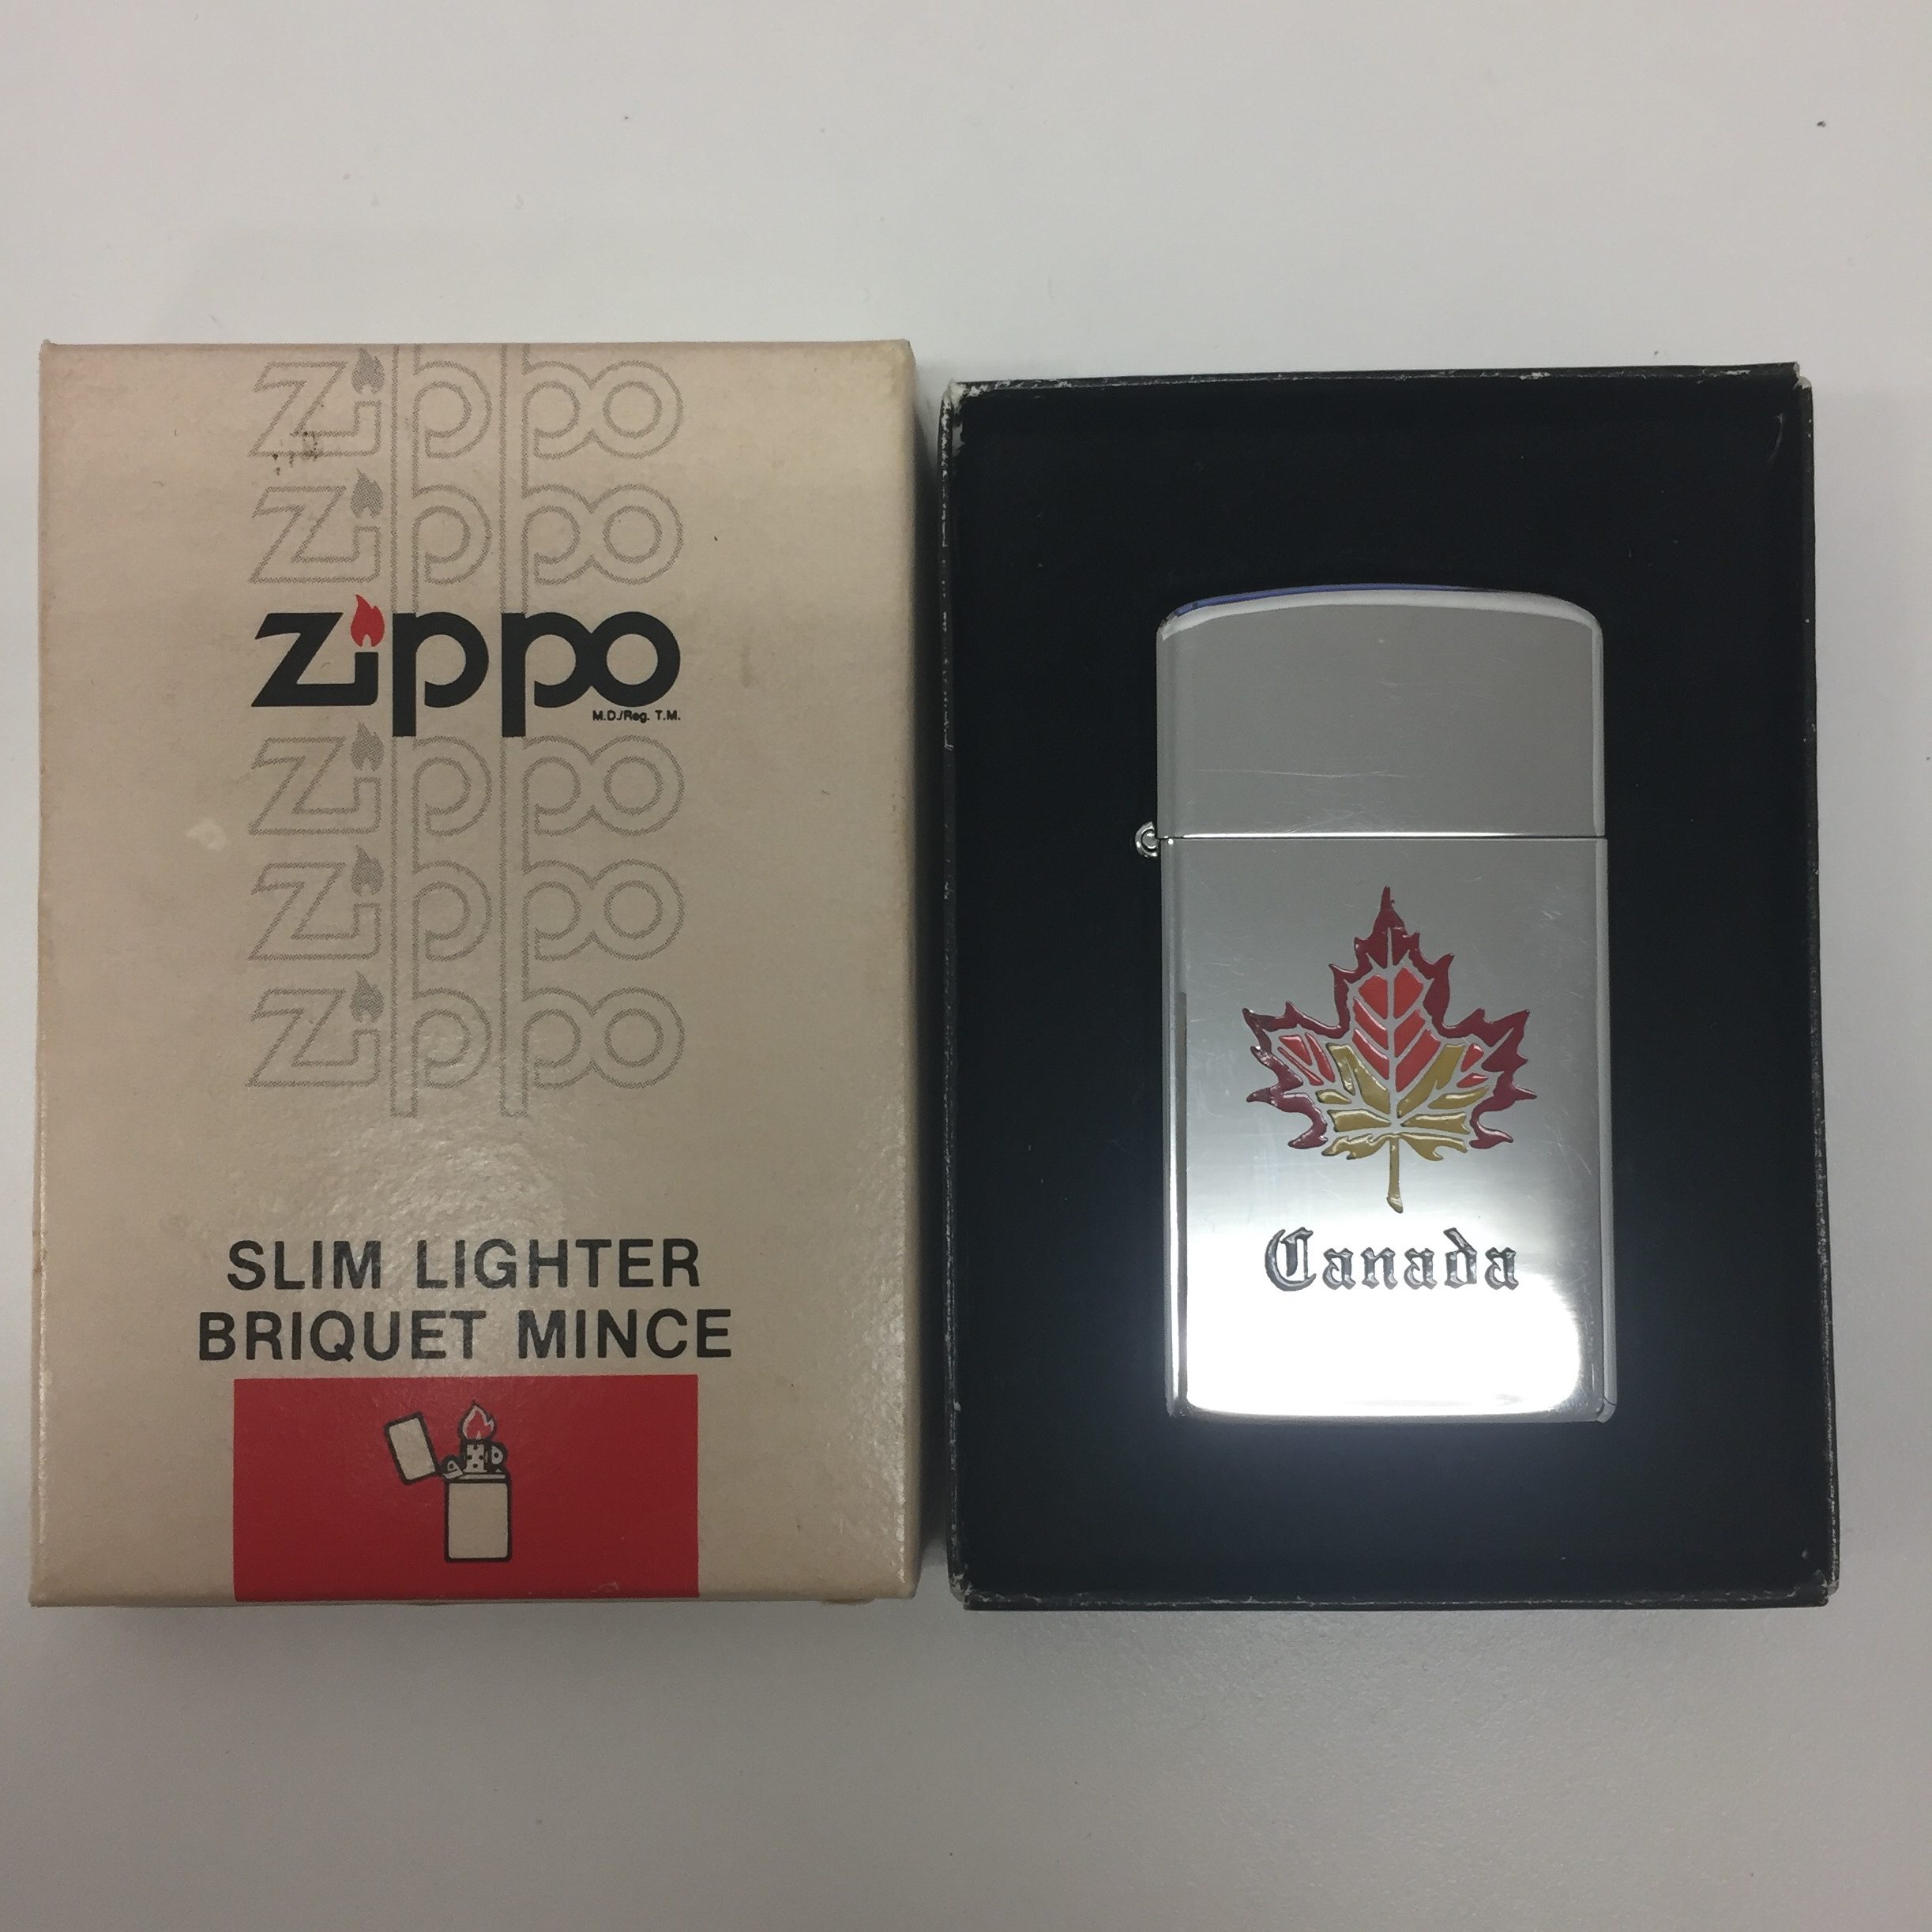 zippo
zippo
zippo
M.D./Reg. T.M.
zippo
zippo
zippo
SLIM LIGHTER
BRIQUET MINCE
Canada